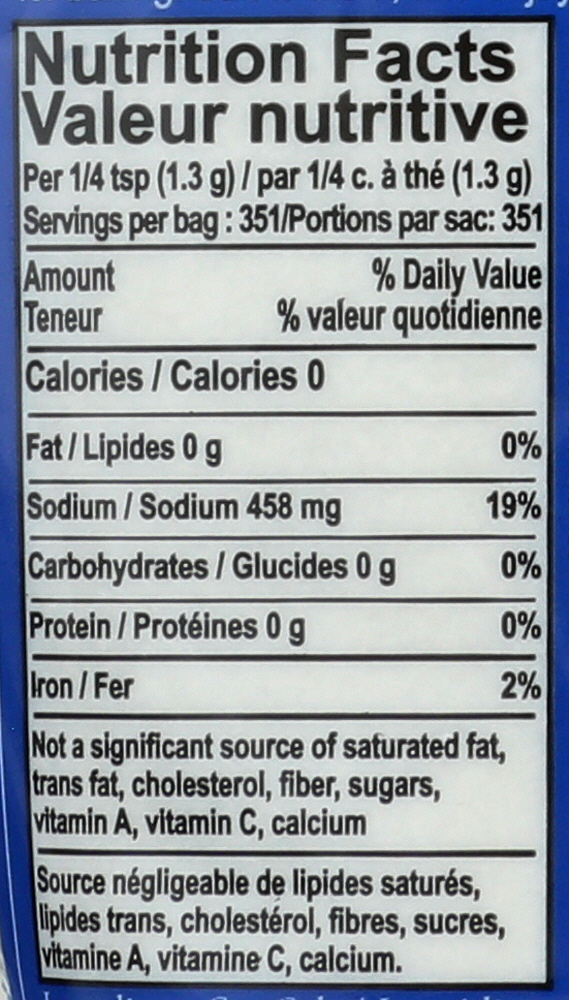 Nutrition Facts
Valeur nutritive
Per 1/4 tsp (1.3 g) / par 1/4 c. à thé (1.3 g)
Servings per bag : 351/Portions par sac: 351
Amount % Daily Value
Teneur % valeur quotidienne
Calories / Calories 0
Fat / Lipides 0 g 0%
Sodium / Sodium 458 mg 19%
Carbohydrates / Glucides 0 g 0%
Protein / Protéines 0 g 0%
Iron / Fer 2%
Not a significant source of saturated fat,
trans fat, cholesterol, fiber, sugars,
vitamin A, vitamin C, calcium
Source négligeable de lipides saturés,
lipides trans, cholestérol, fibres, sucres,
vitamine A, vitamine C, calcium.